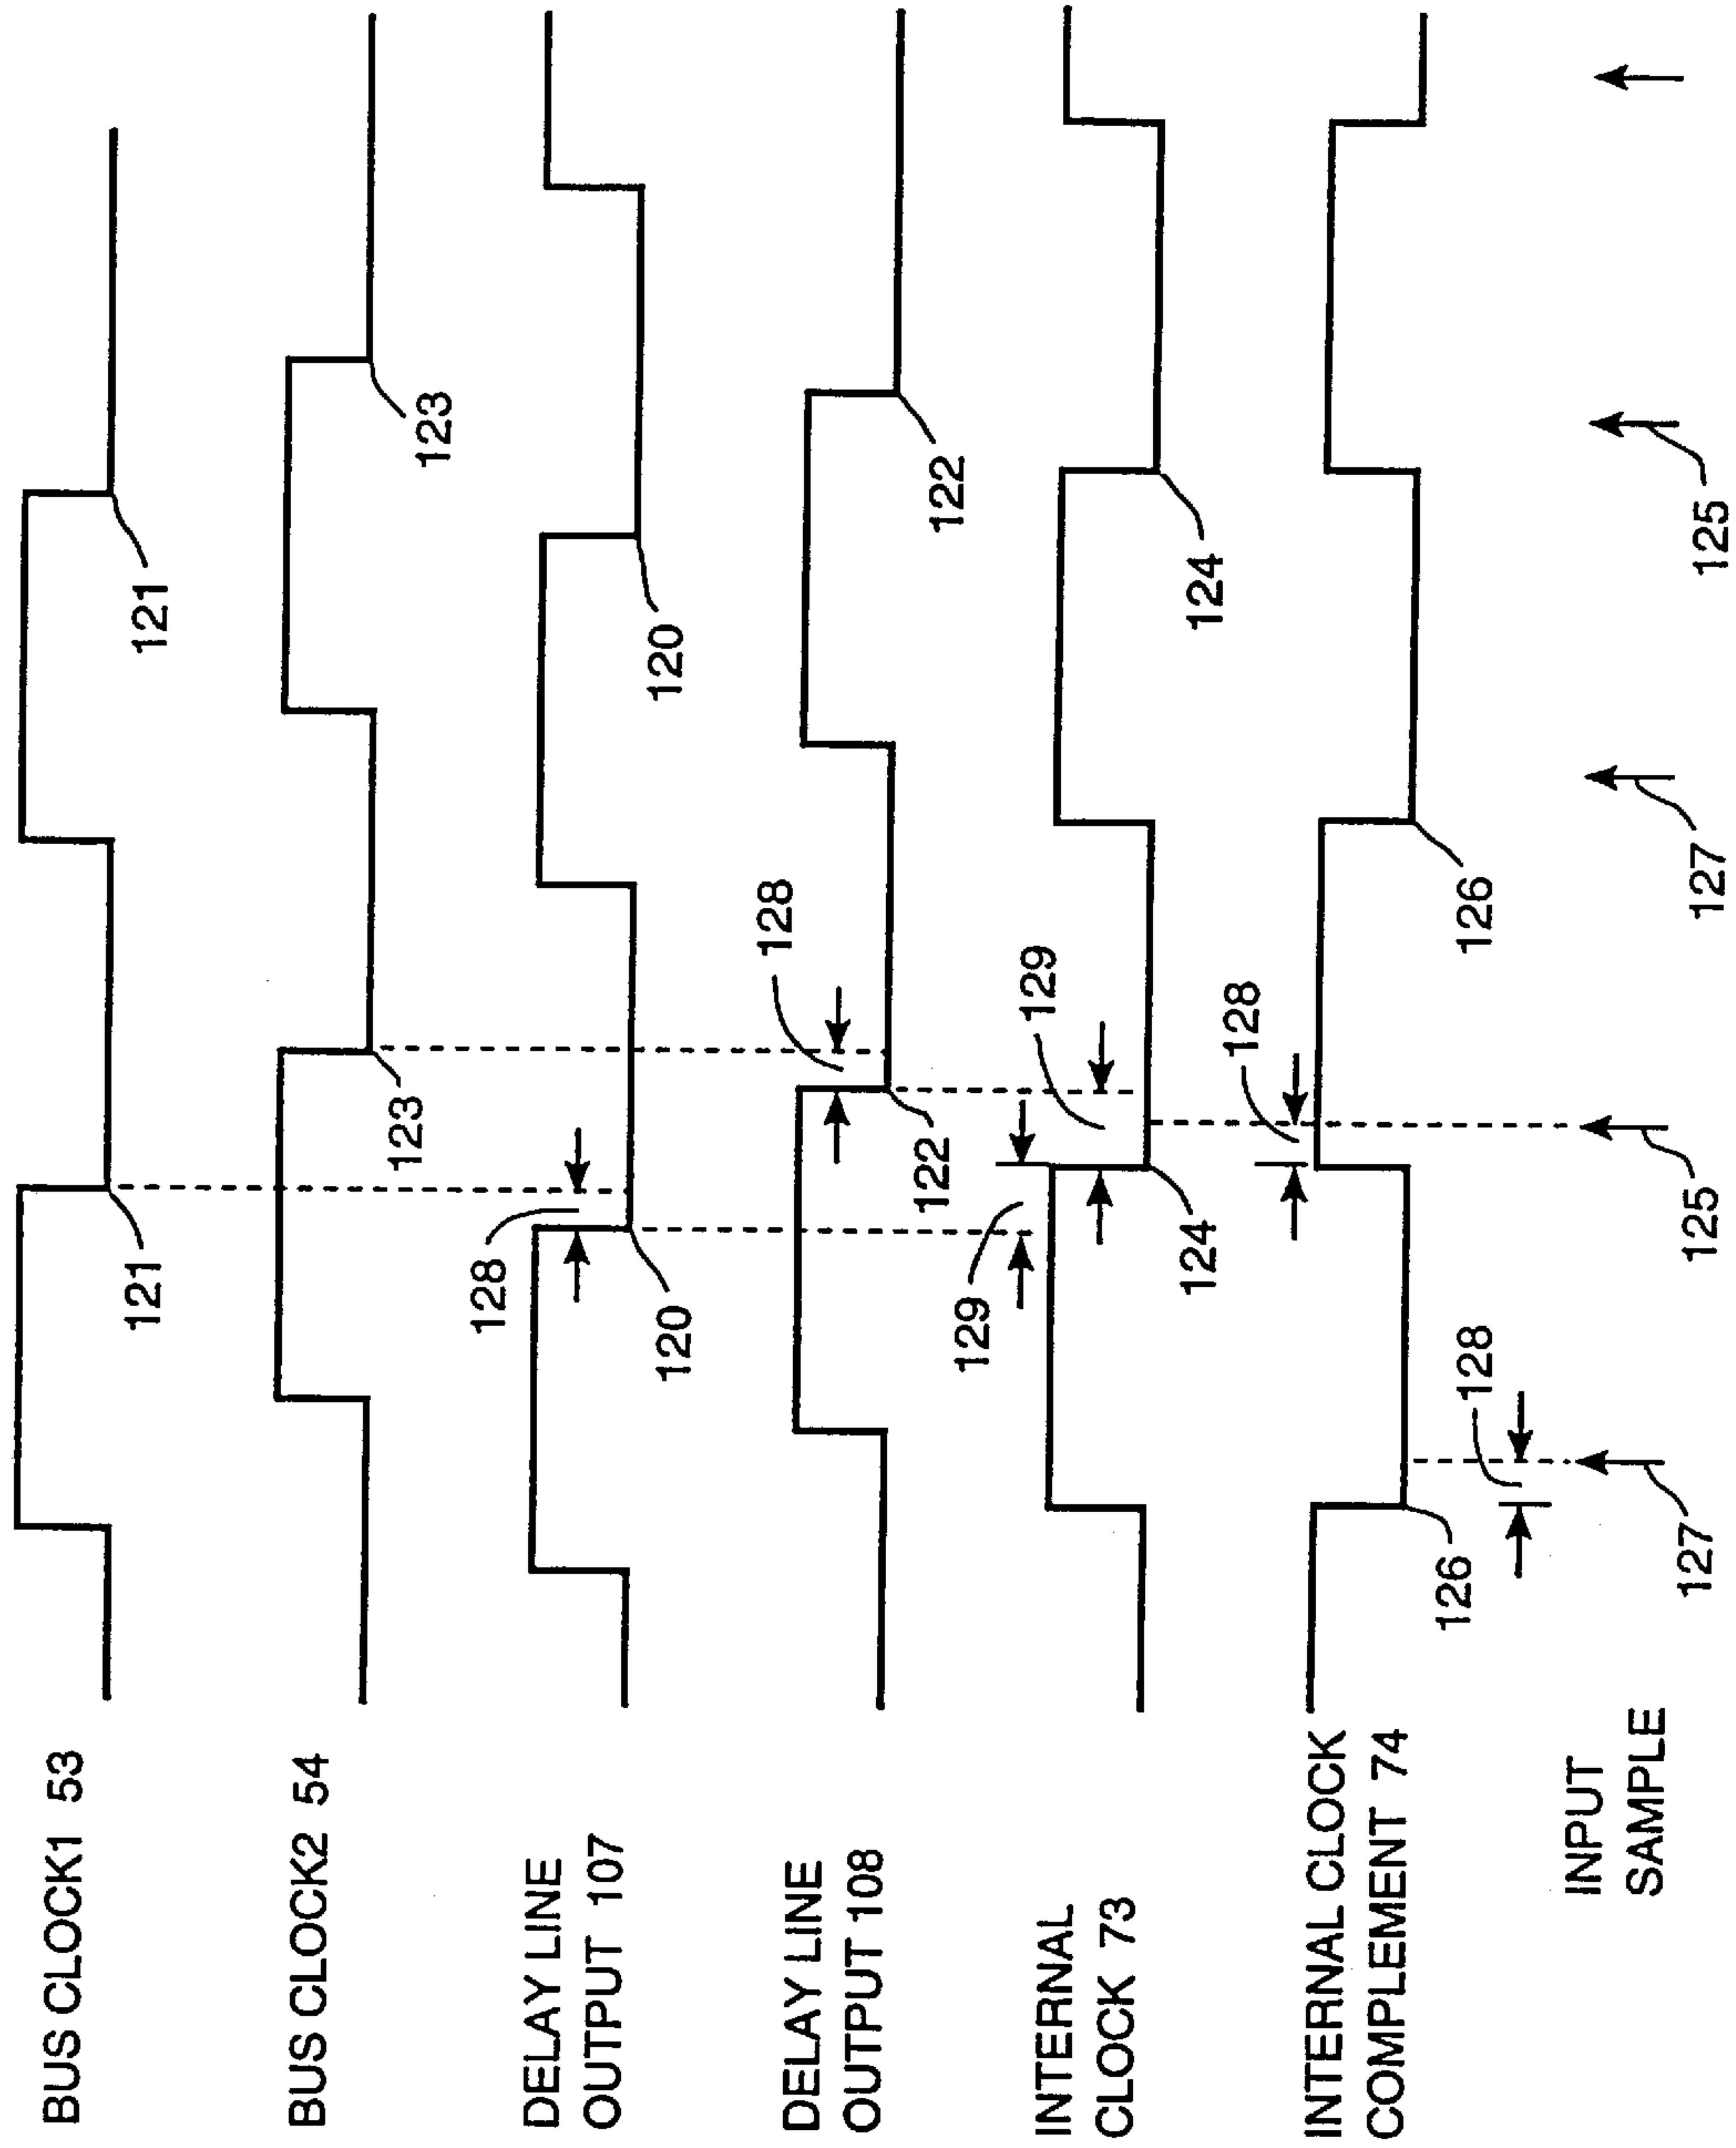 BUS CLOCK1 53
121
121
BUS CLOCK2 54
123
123
DELAY LINE
OUTPUT 107
128
120
120
DELAY LINE
OUTPUT 108
128
122
122
INTERNAL
CLOCK 73
129
129
124
124
INTERNAL CLOCK
COMPLEMENT 74
128
126
126
128
INPUT
SAMPLE
127
125
127
125